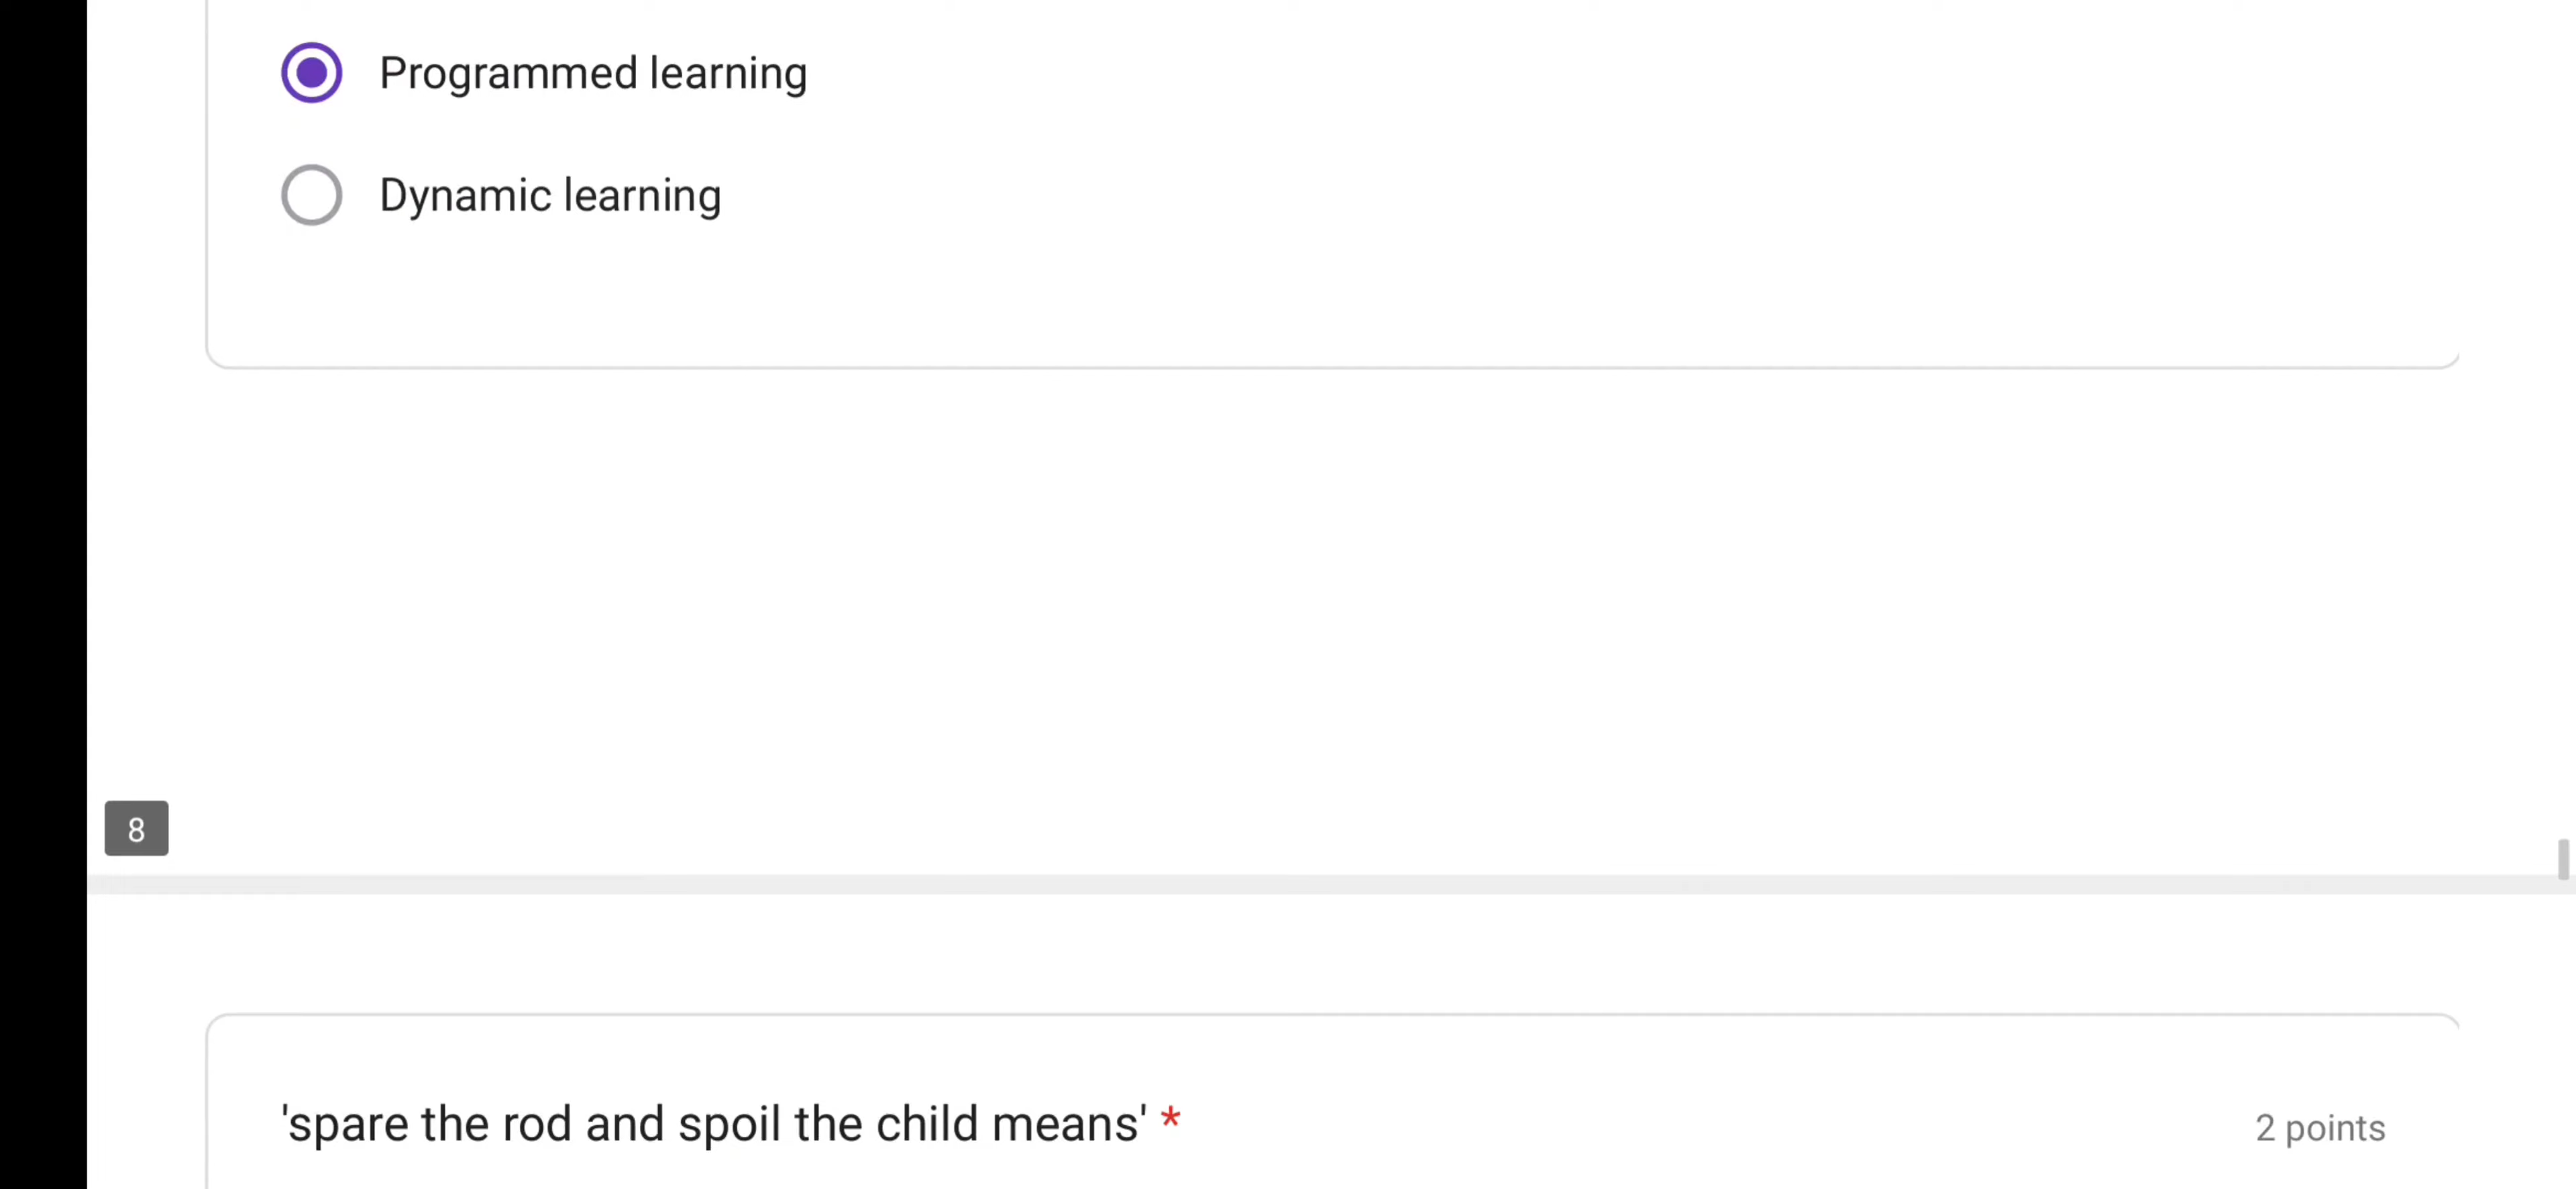 Programmed learning
Dynamic learning
8
'spare the rod and spoil the child means' *
2 points